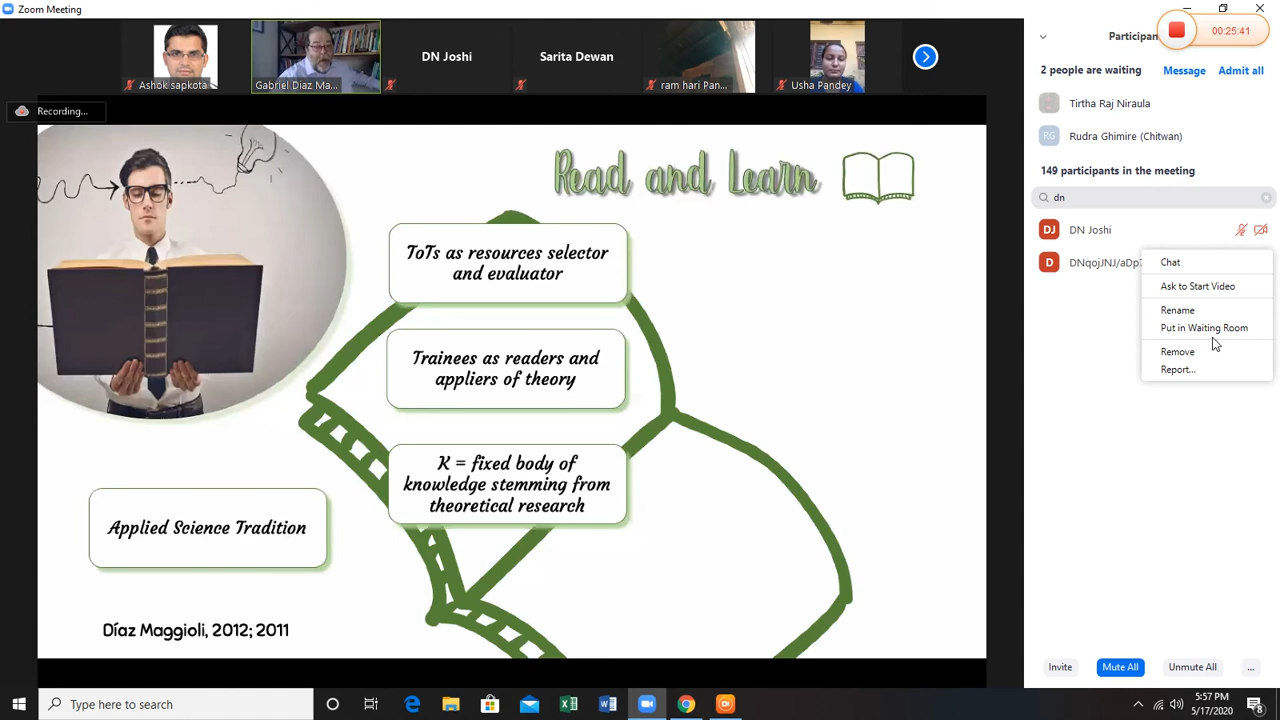 Zoom Meeting
00:25:41
Ashok sapkota
Gabriel Diaz Ma...
DN Joshi
Sarita Dewan
ram hari Pan...
Usha Pandey
Recording...
Read and Learn
ToTs as resources selector
and evaluator
Trainees as readers and
appliers of theory
K = fixed body of
knowledge stemming from
theoretical research
Applied Science Tradition
Díaz Maggioli, 2012; 2011
2 people are waiting
Message
Admit all
Tirtha Raj Niraula
RG
Rudra Ghimire (Chitwan)
149 participants in the meeting
dn
DJ
DN Joshi
D
Chat
Ask to Start Video
Rename
Put in Waiting Room
Remove
Report...
Invite
Mute All
Unmute All
...
Type here to search
5:57 PM
5/17/2020
8